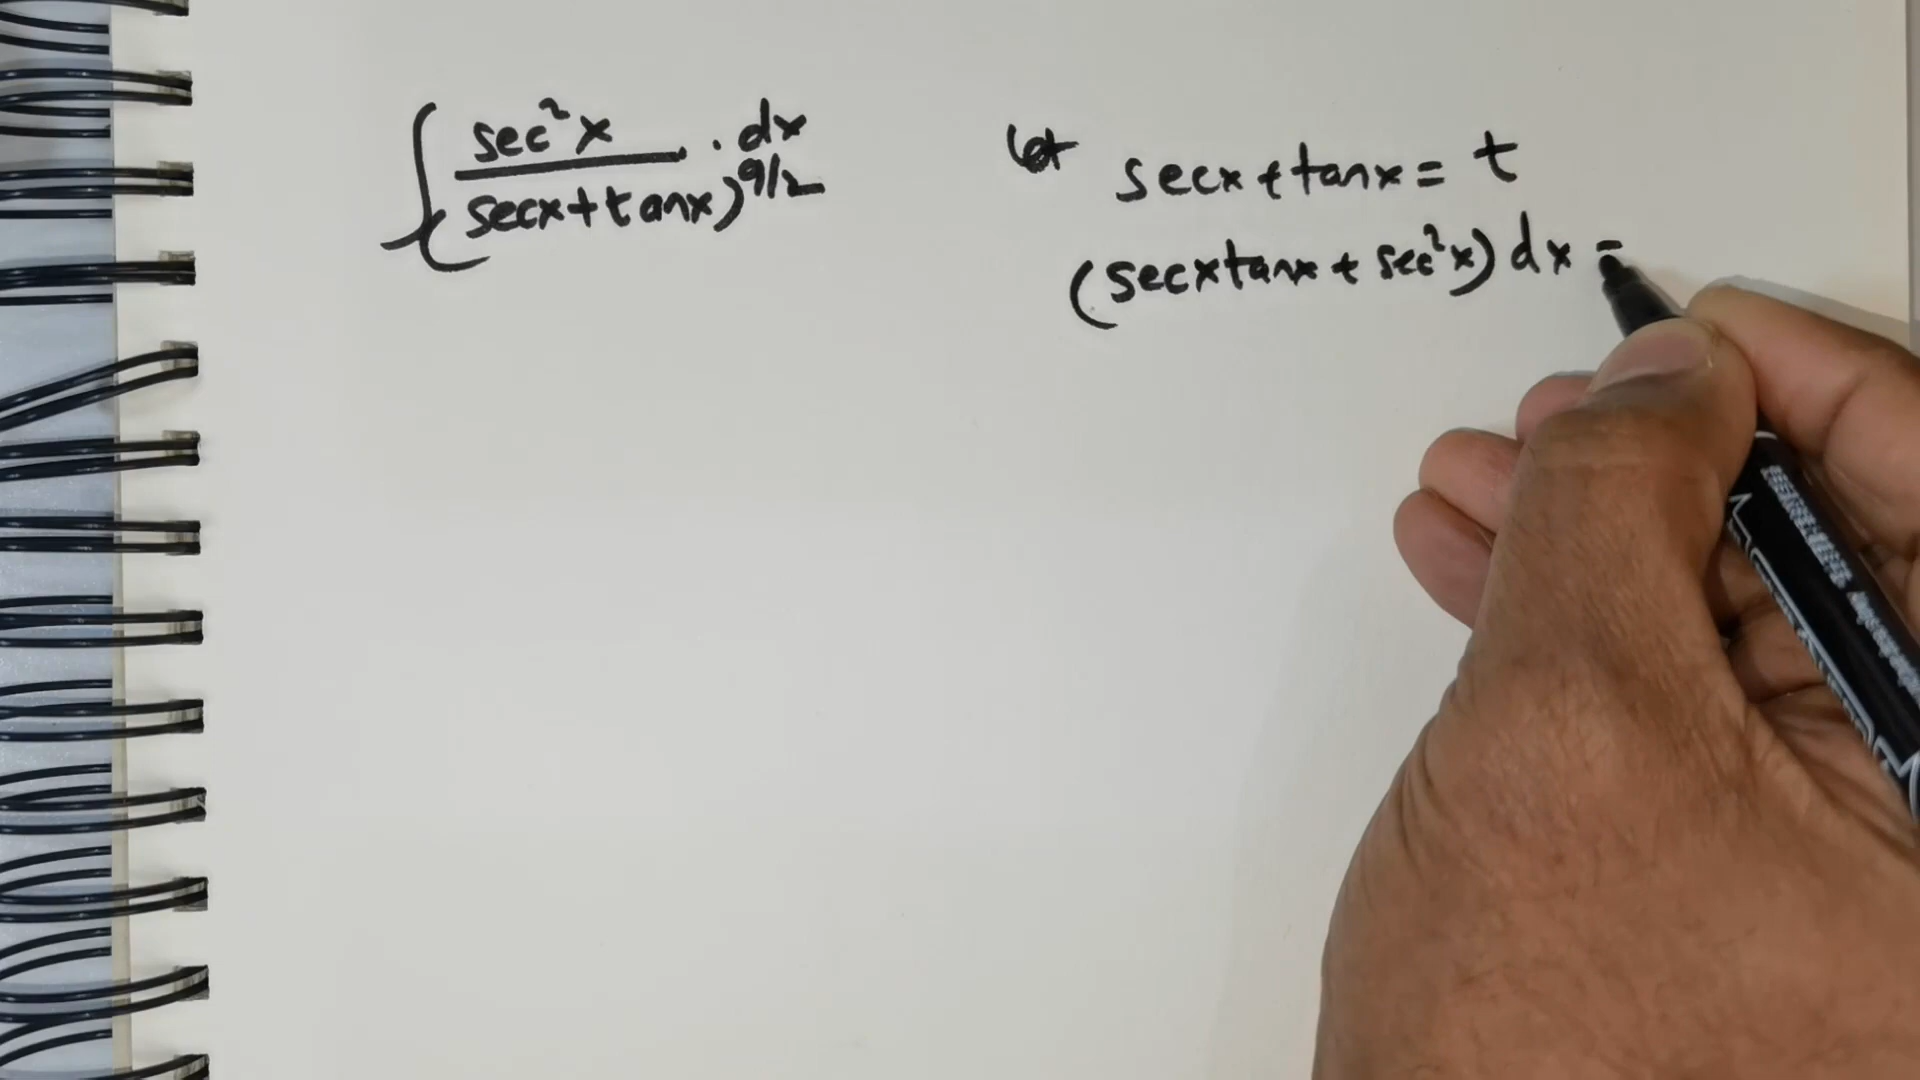 ∫ sec²x / (secx+tanx)^9/2 . dx
let secx+tanx = t
(secxtanx + sec²x) dx =